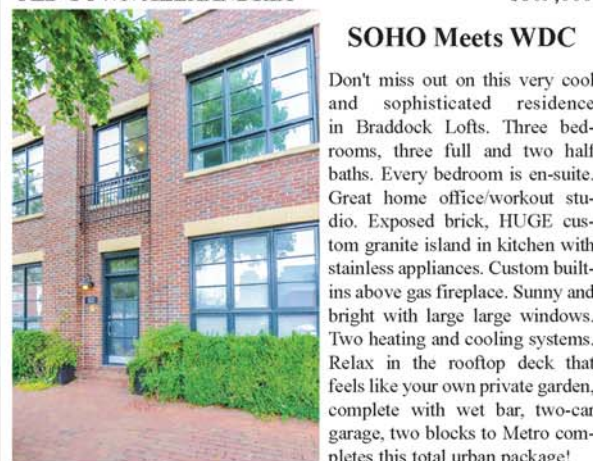 SOHO Meets WDC
Don't miss out on this very cool
and sophisticated residence
in Braddock Lofts. Three bed-
rooms, three full and two half
baths. Every bedroom is en-suite.
Great home office/workout stu-
dio. Exposed brick, HUGE cus-
tom granite island in kitchen with
stainless appliances. Custom built-
ins above gas fireplace. Sunny and
bright with large large windows.
Two heating and cooling systems.
Relax in the rooftop deck that
feels like your own private garden,
complete with wet bar, two-car
garage, two blocks to Metro com-
pletes this total urban package!